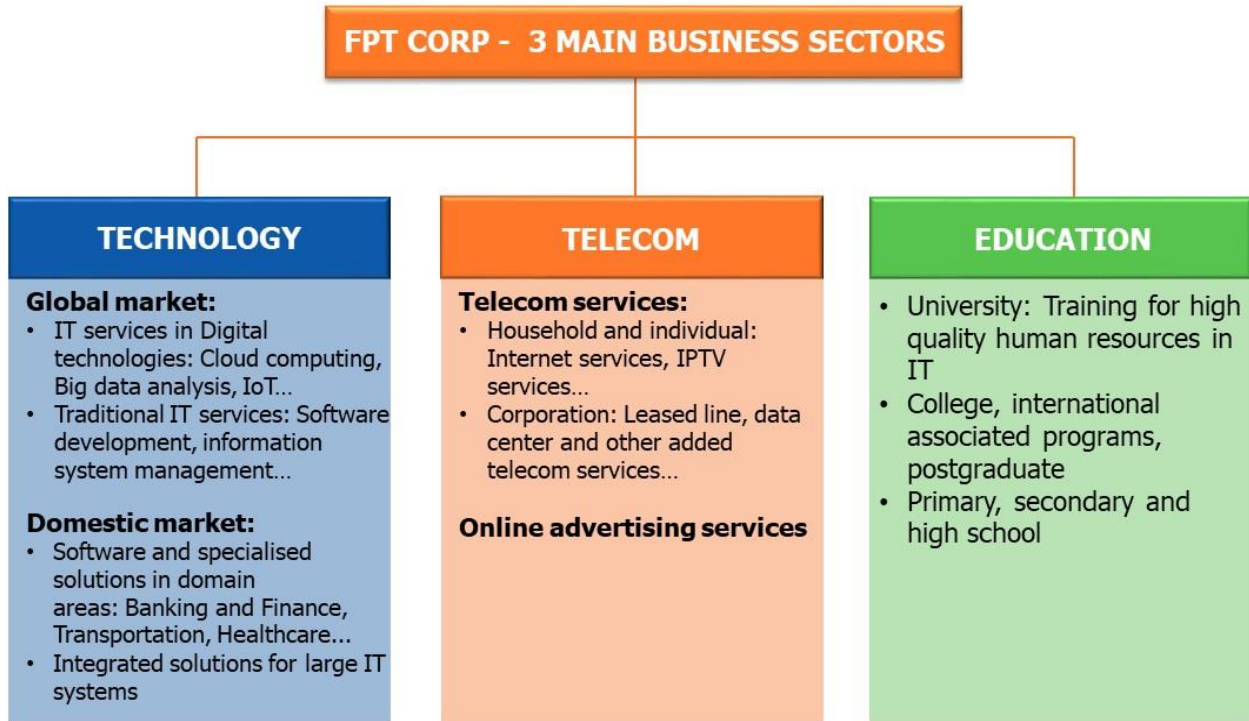 FPT CORP - 3 MAIN BUSINESS SECTORS
TECHNOLOGY
Global market:
• IT services in Digital
technologies: Cloud computing,
Big data analysis, IoT...
• Traditional IT services: Software
development, information
system management...
Domestic market:
• Software and specialised
solutions in domain
areas: Banking and Finance,
Transportation, Healthcare...
• Integrated solutions for large IT
systems
TELECOM
Telecom services:
• Household and individual:
Internet services, IPTV
services...
• Corporation: Leased line, data
center and other added
telecom services...
Online advertising services
EDUCATION
• University: Training for high
quality human resources in
IT
• College, international
associated programs,
postgraduate
• Primary, secondary and
high school